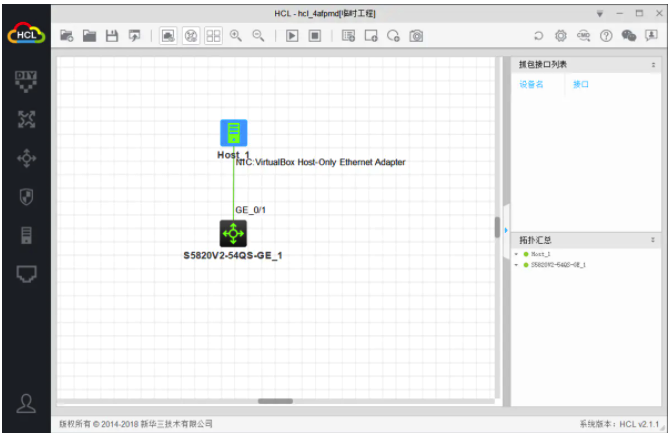 HCL - hcl_4afpmd[临时工程]
HCL
DIY
CMD
抓包接口列表
设备名 接口
Host_1
NIC:VirtualBox Host-Only Ethernet Adapter
GE_0/1
S5820V2-54QS-GE_1
拓扑汇总
Host_1
S5820V2-54QS-GE_1
版权所有 © 2014-2018 新华三技术有限公司
系统版本：HCL v2.1.1